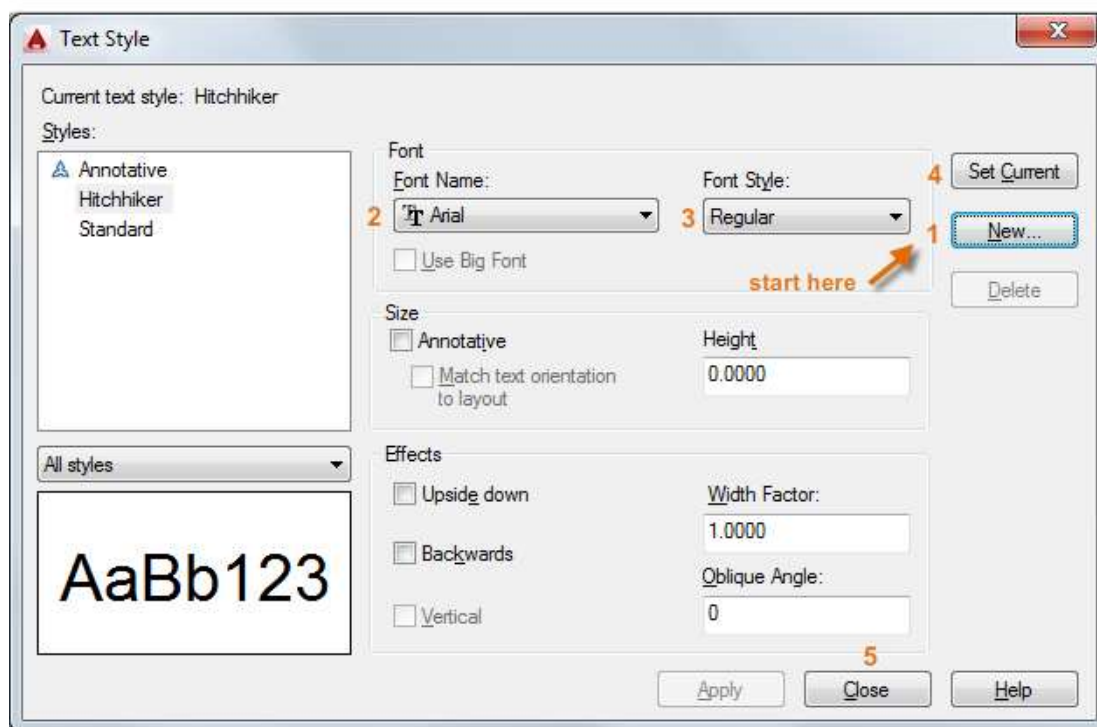 Text Style
Current text style: Hitchhiker
Styles:
Annotative
Hitchhiker
Standard
All styles
AaBb123
Font
Font Name:
Font Style:
2 Arial
3 Regular
Use Big Font
start here
Size
Annotative
Match text orientation
to layout
Height
0.0000
Effects
Upside down
Backwards
Vertical
Width Factor:
1.0000
Oblique Angle:
0
4 Set Current
1 New...
Delete
5
Apply
Close
Help